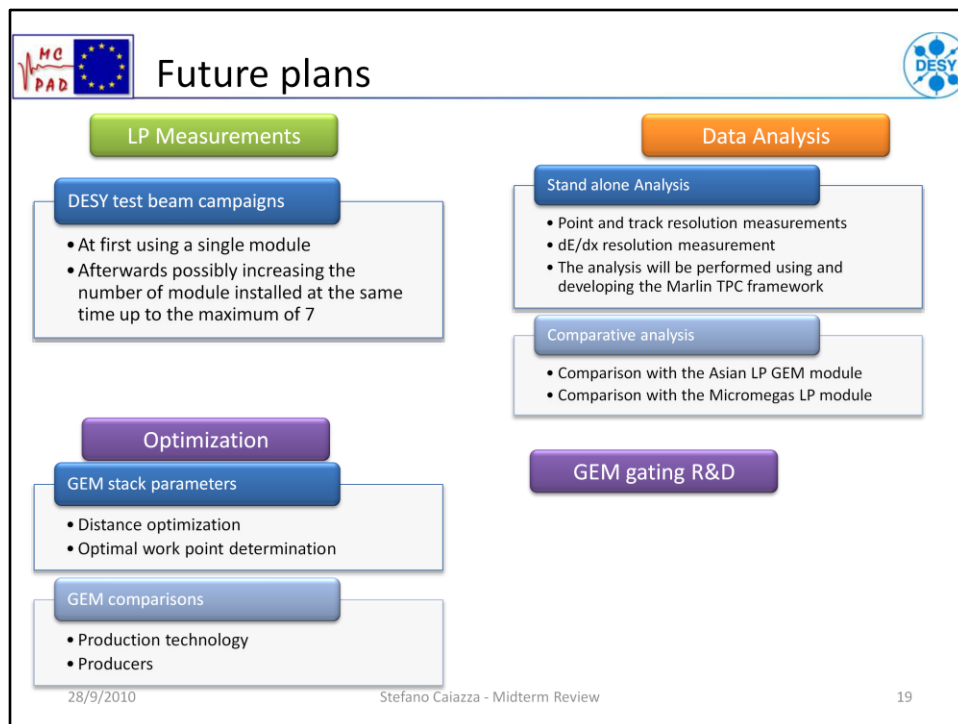 MC
PAD
Future plans
DESY
LP Measurements
DESY test beam campaigns
• At first using a single module
• Afterwards possibly increasing the
number of module installed at the same
time up to the maximum of 7
Optimization
GEM stack parameters
• Distance optimization
• Optimal work point determination
GEM comparisons
• Production technology
• Producers
Data Analysis
Stand alone Analysis
• Point and track resolution measurements
• dE/dx resolution measurement
• The analysis will be performed using and
developing the Marlin TPC framework
Comparative analysis
• Comparison with the Asian LP GEM module
• Comparison with the Micromegas LP module
GEM gating R&D
28/9/2010
Stefano Caiazza - Midterm Review
19